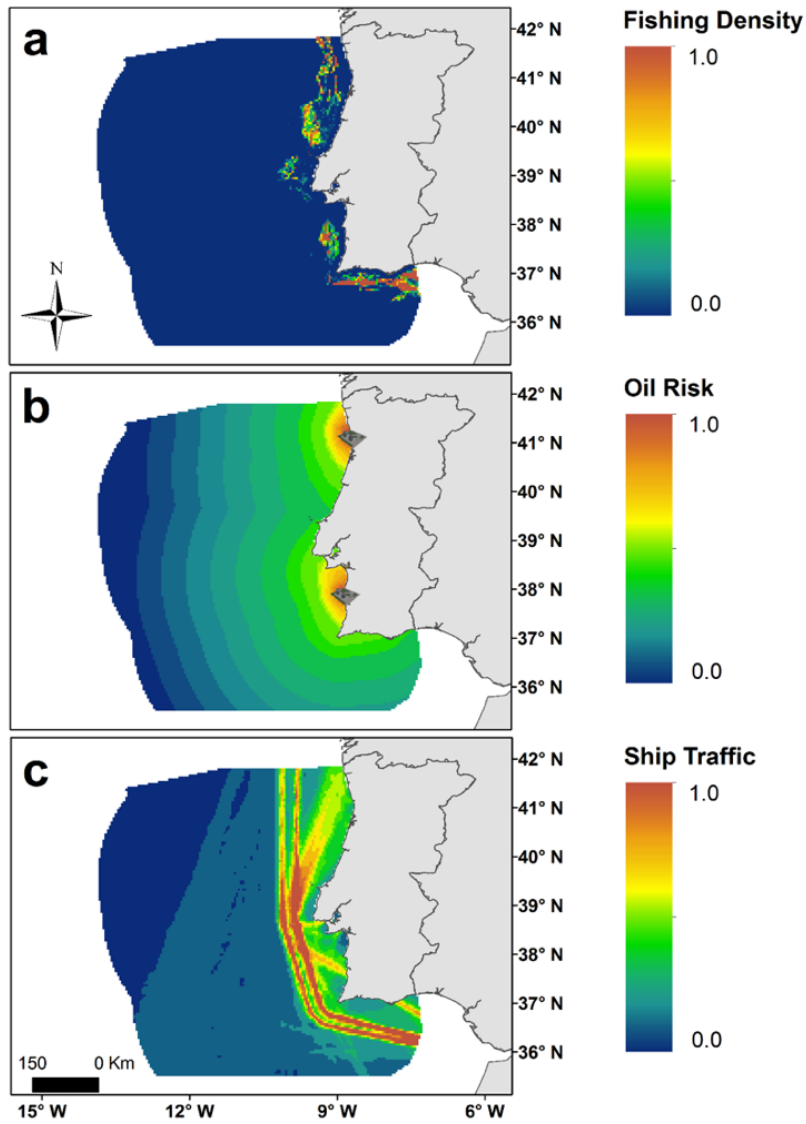 a
Fishing Density
1.0
0.0
42° N
41° N
40° N
39° N
38° N
37° N
36° N
N
b
Oil Risk
1.0
0.0
42° N
41° N
40° N
39° N
38° N
37° N
36° N
c
Ship Traffic
1.0
0.0
42° N
41° N
40° N
39° N
38° N
37° N
36° N
150 0 Km
15° W 12° W 9° W 6° W